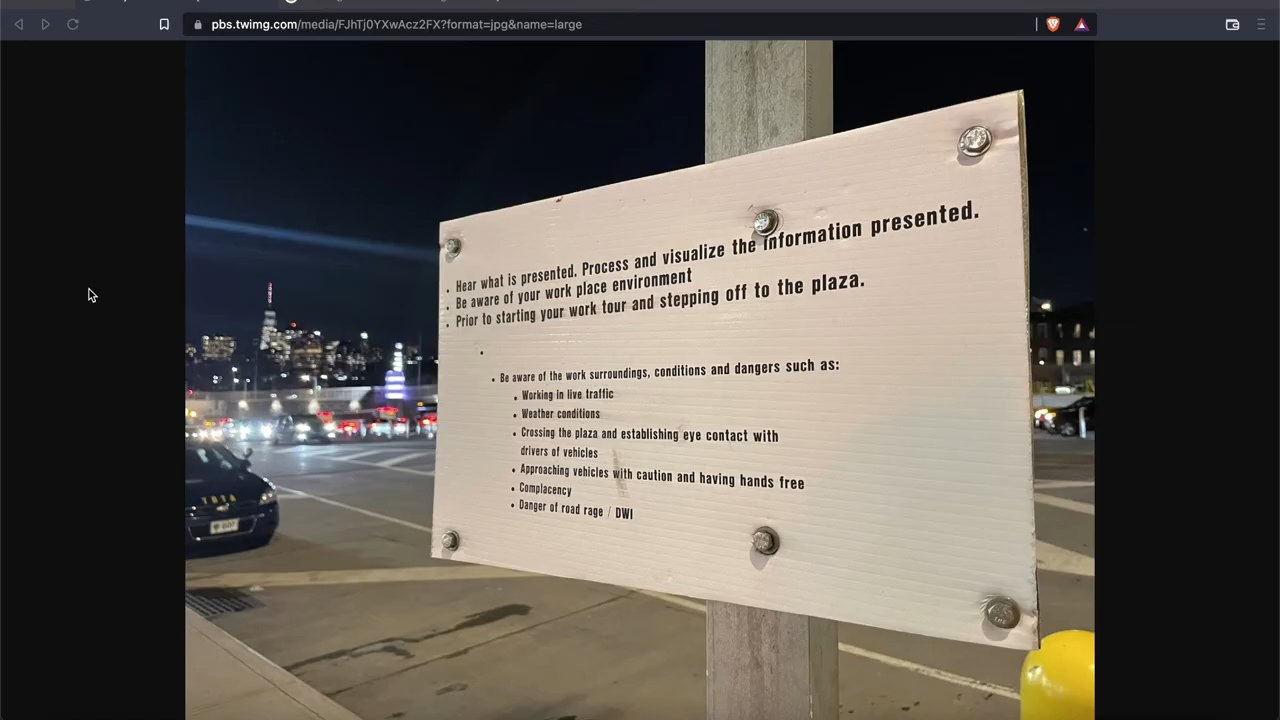 pbs.twimg.com/media/FJhTj0YXwAcz2FX?format=jpg&name=large
• Hear what is presented. Process and visualize the information presented.
• Be aware of your work place environment
• Prior to starting your work tour and stepping off to the plaza.
•
• Be aware of the work surroundings, conditions and dangers such as:
• Working in live traffic
• Weather conditions
• Crossing the plaza and establishing eye contact with
drivers of vehicles
• Approaching vehicles with caution and having hands free
• Complacency
• Danger of road rage / DWI
TBTA